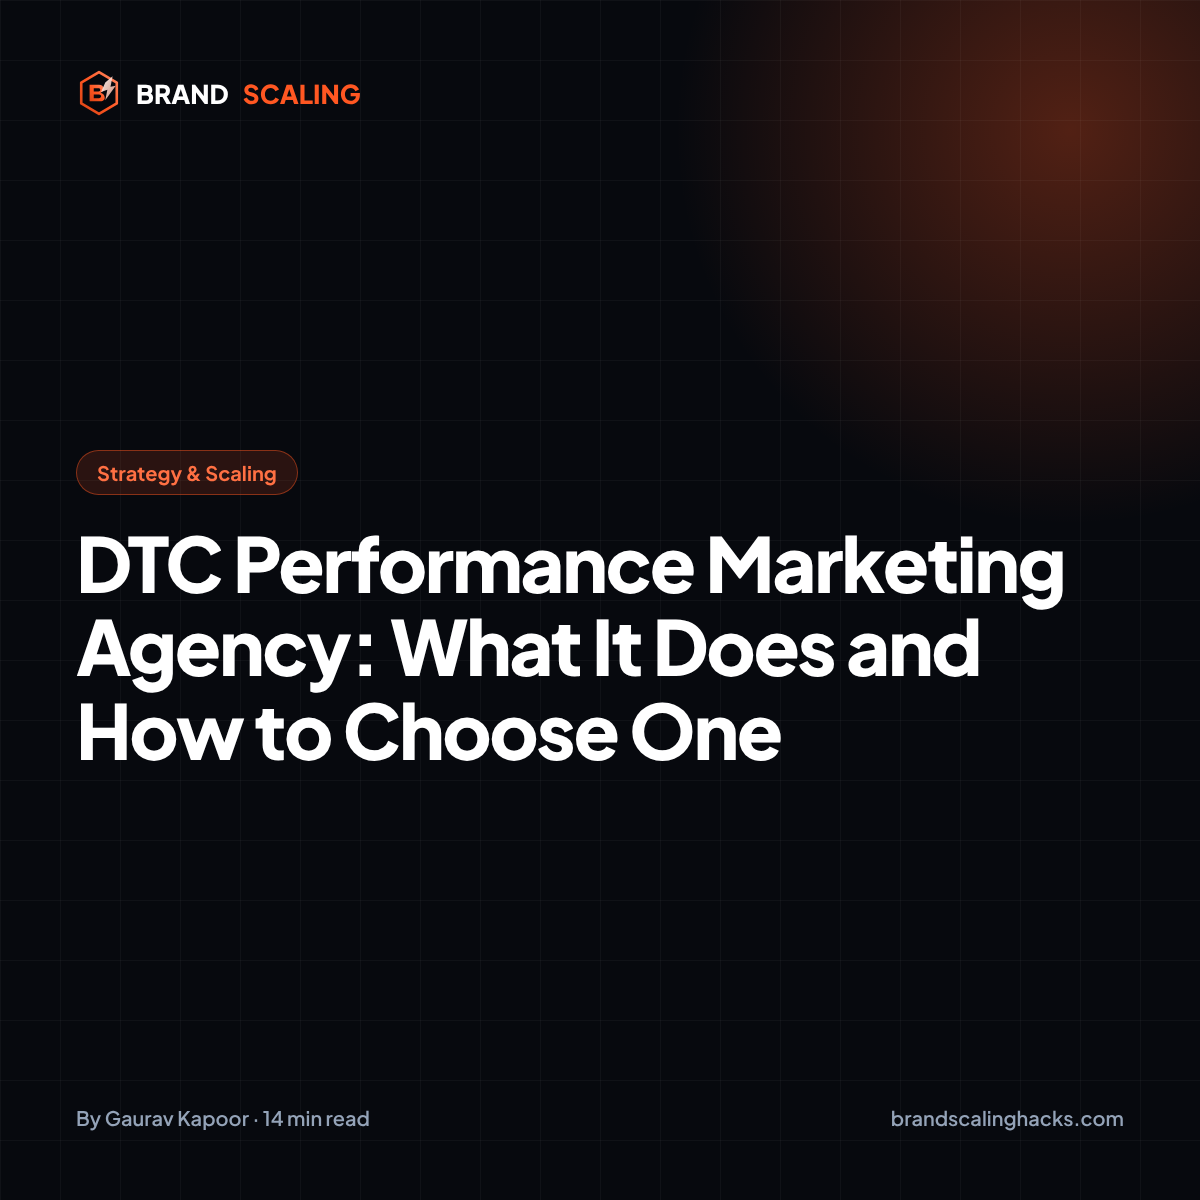 BRAND SCALING
Strategy & Scaling
DTC Performance Marketing
Agency: What It Does and
How to Choose One
By Gaurav Kapoor · 14 min read
brandscalinghacks.com